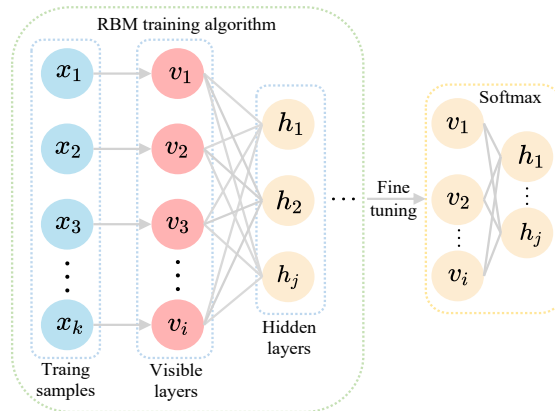 RBM training algorithm
x1
x2
x3
xk
Traing
samples
v1
v2
v3
vi
Visible
layers
h1
h2
hj
Hidden
layers
...
Fine
tuning
Softmax
v1
v2
vi
h1
hj